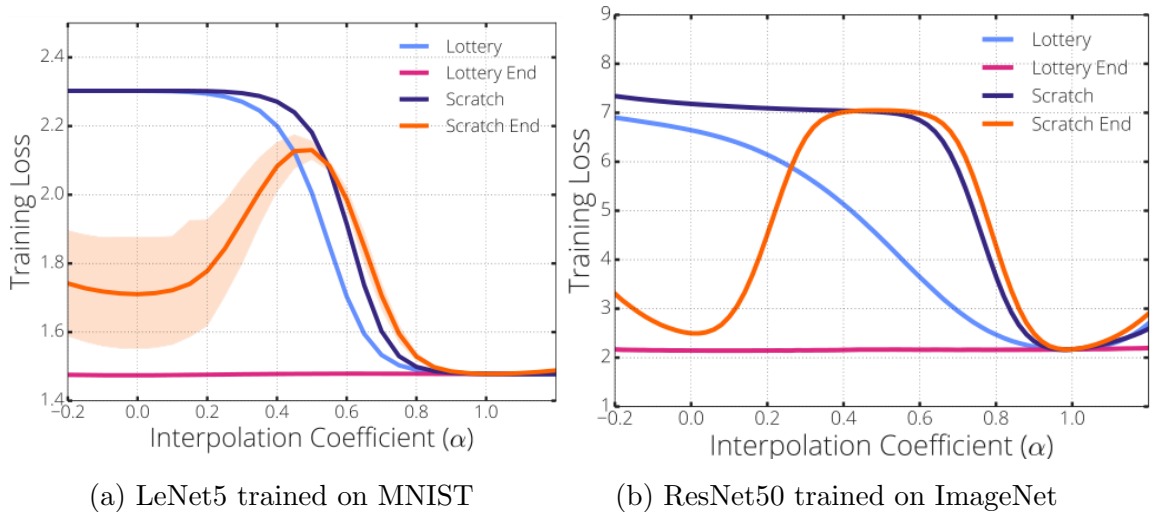 2.4
2.2
2.0
1.8
1.6
1.4
Training Loss
−0.2 0.0 0.2 0.4 0.6 0.8 1.0
Interpolation Coefficient (α)
Lottery
Lottery End
Scratch
Scratch End
(a) LeNet5 trained on MNIST
9
8
7
6
5
4
3
2
1
Training Loss
−0.2 0.0 0.2 0.4 0.6 0.8 1.0
Interpolation Coefficient (α)
Lottery
Lottery End
Scratch
Scratch End
(b) ResNet50 trained on ImageNet